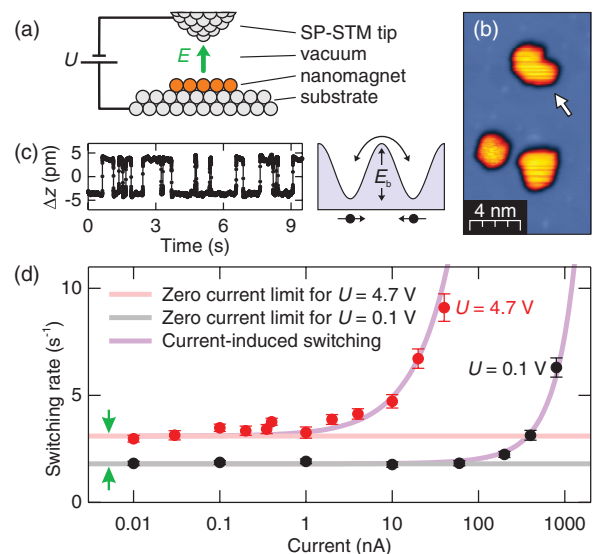 (a)
U
E
SP-STM tip
vacuum
nanomagnet
substrate
(b)
4 nm
(c)
Δz (pm)
5
0
-5
0 3 6 9
Time (s)
E_b
(d)
Switching rate (s⁻¹)
10
5
0
Zero current limit for U = 4.7 V
Zero current limit for U = 0.1 V
Current-induced switching
U = 4.7 V
U = 0.1 V
0.01 0.1 1 10 100 1000
Current (nA)